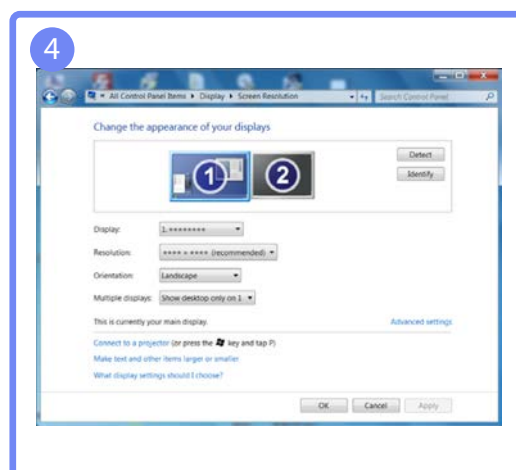 4
All Control Panel Items ▸ Display ▸ Screen Resolution
Search Control Panel
Change the appearance of your displays
1 2
Detect
Identify
Display: 1. ********
Resolution: **** × **** (recommended)
Orientation: Landscape
Multiple displays: Show desktop only on 1
This is currently your main display.
Advanced settings
Connect to a projector (or press the key and tap P)
Make text and other items larger or smaller
What display settings should I choose?
OK Cancel Apply